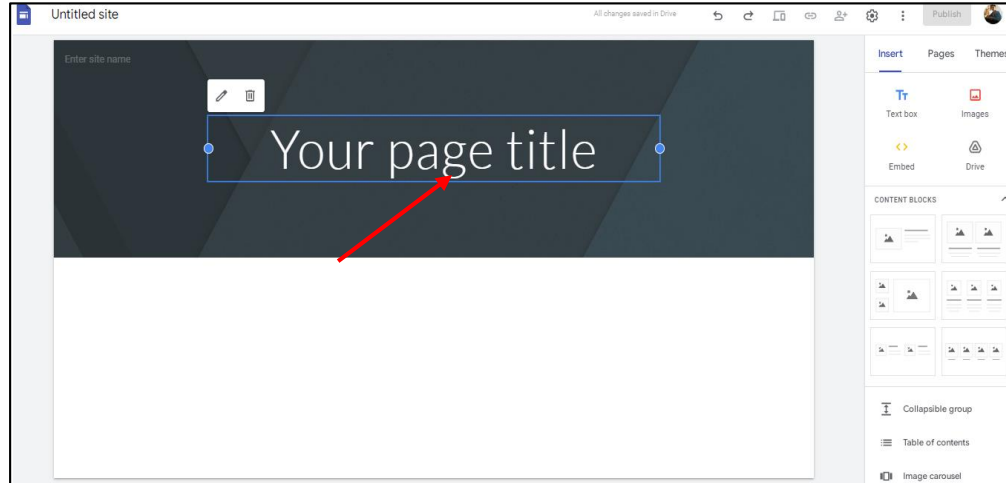 Untitled site
All changes saved in Drive
Publish
Enter site name
Your page title
Insert Pages Themes
Text box Images
Embed Drive
CONTENT BLOCKS
Collapsible group
Table of contents
Image carousel